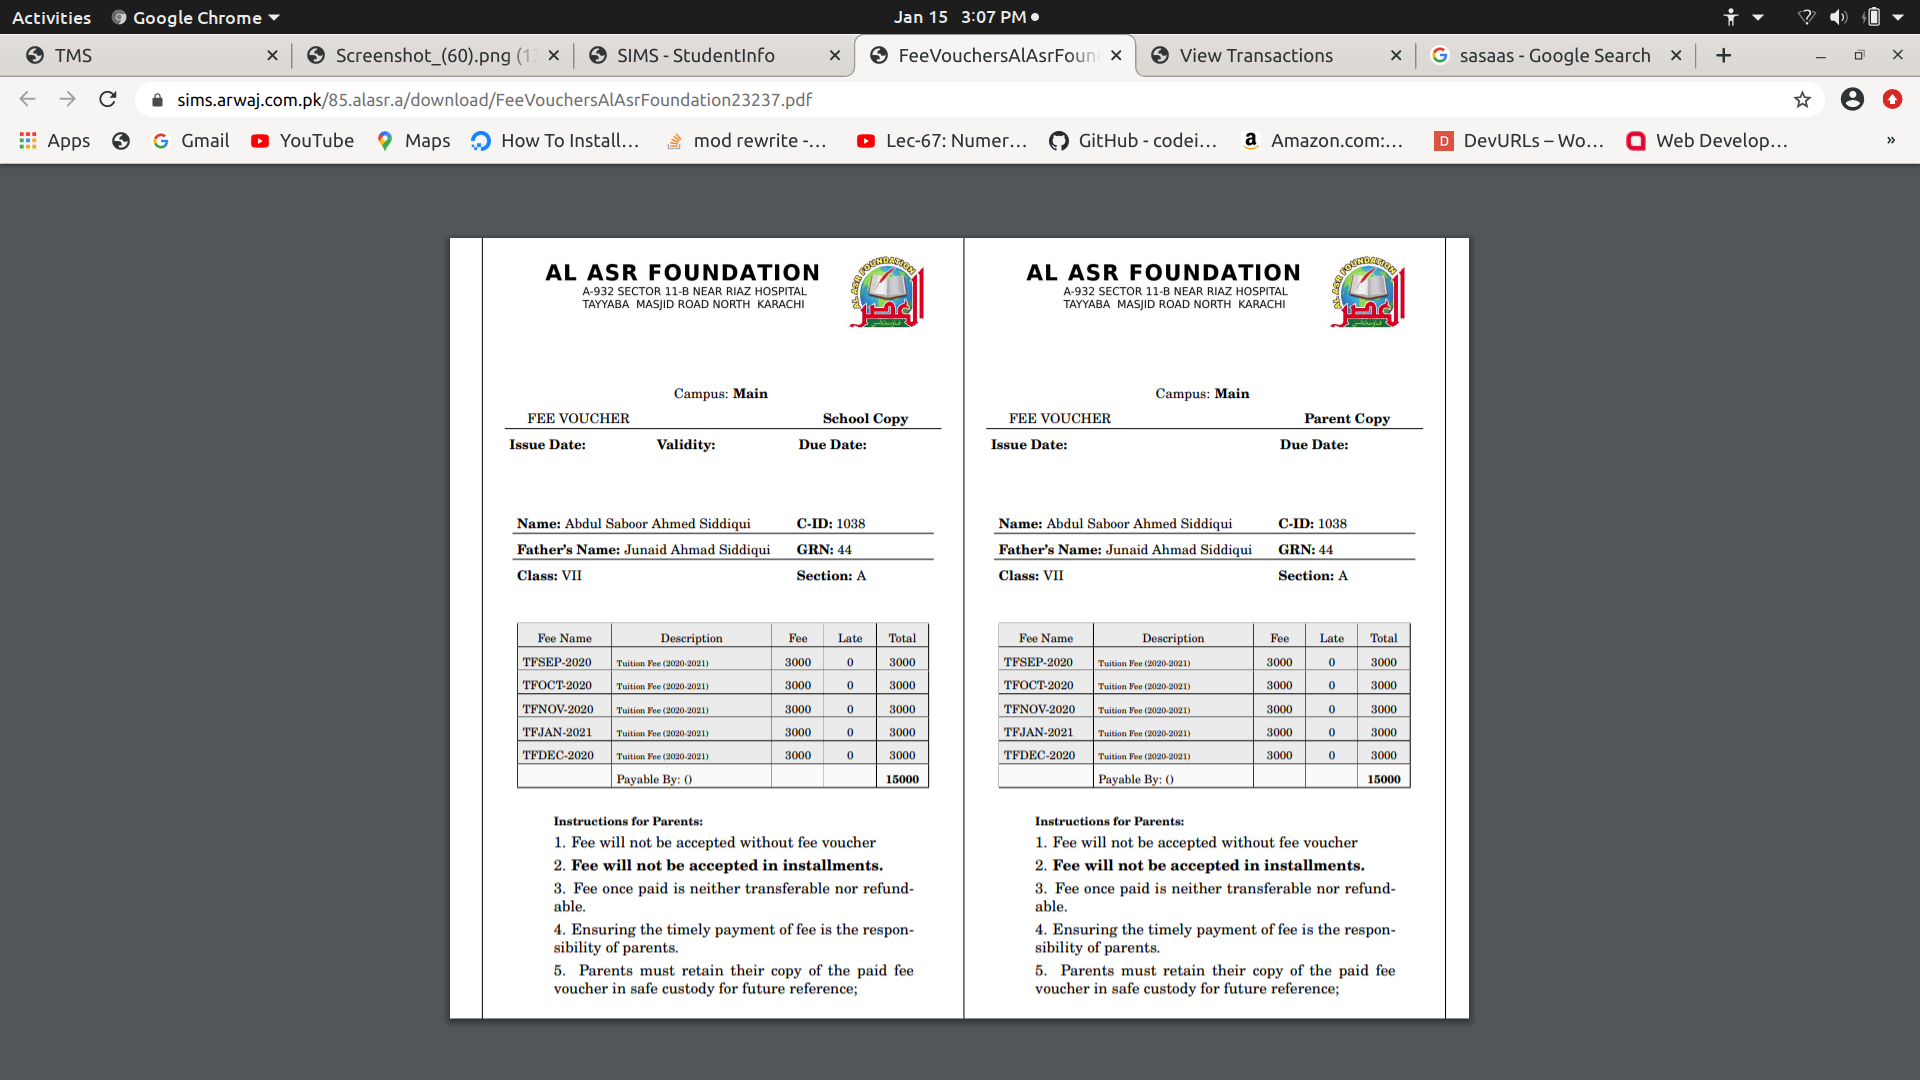 Activities Google Chrome Jan 15 3:07 PM
TMS Screenshot_(60).png (1 SIMS - StudentInfo FeeVouchersAlAsrFoun View Transactions sasaas - Google Search
sims.arwaj.com.pk/85.alasr.a/download/FeeVouchersAlAsrFoundation23237.pdf
Apps Gmail YouTube Maps How To Install... mod rewrite -... Lec-67: Numer... GitHub - codei... Amazon.com:... DevURLs – Wo... Web Develop... »
AL ASR FOUNDATION
A-932 SECTOR 11-B NEAR RIAZ HOSPITAL
TAYYABA MASJID ROAD NORTH KARACHI
AL ASR FOUNDATION
العصر
Campus: Main
FEE VOUCHER School Copy
Issue Date: Validity: Due Date:
Name: Abdul Saboor Ahmed Siddiqui C-ID: 1038
Father's Name: Junaid Ahmad Siddiqui GRN: 44
Class: VII Section: A
Fee Name Description Fee Late Total
TFSEP-2020 Tuition Fee (2020-2021) 3000 0 3000
TFOCT-2020 Tuition Fee (2020-2021) 3000 0 3000
TFNOV-2020 Tuition Fee (2020-2021) 3000 0 3000
TFJAN-2021 Tuition Fee (2020-2021) 3000 0 3000
TFDEC-2020 Tuition Fee (2020-2021) 3000 0 3000
Payable By: () 15000
Instructions for Parents:
1. Fee will not be accepted without fee voucher
2. Fee will not be accepted in installments.
3. Fee once paid is neither transferable nor refund-
able.
4. Ensuring the timely payment of fee is the respon-
sibility of parents.
5. Parents must retain their copy of the paid fee
voucher in safe custody for future reference;
AL ASR FOUNDATION
A-932 SECTOR 11-B NEAR RIAZ HOSPITAL
TAYYABA MASJID ROAD NORTH KARACHI
AL ASR FOUNDATION
العصر
Campus: Main
FEE VOUCHER Parent Copy
Issue Date: Due Date:
Name: Abdul Saboor Ahmed Siddiqui C-ID: 1038
Father's Name: Junaid Ahmad Siddiqui GRN: 44
Class: VII Section: A
Fee Name Description Fee Late Total
TFSEP-2020 Tuition Fee (2020-2021) 3000 0 3000
TFOCT-2020 Tuition Fee (2020-2021) 3000 0 3000
TFNOV-2020 Tuition Fee (2020-2021) 3000 0 3000
TFJAN-2021 Tuition Fee (2020-2021) 3000 0 3000
TFDEC-2020 Tuition Fee (2020-2021) 3000 0 3000
Payable By: () 15000
Instructions for Parents:
1. Fee will not be accepted without fee voucher
2. Fee will not be accepted in installments.
3. Fee once paid is neither transferable nor refund-
able.
4. Ensuring the timely payment of fee is the respon-
sibility of parents.
5. Parents must retain their copy of the paid fee
voucher in safe custody for future reference;